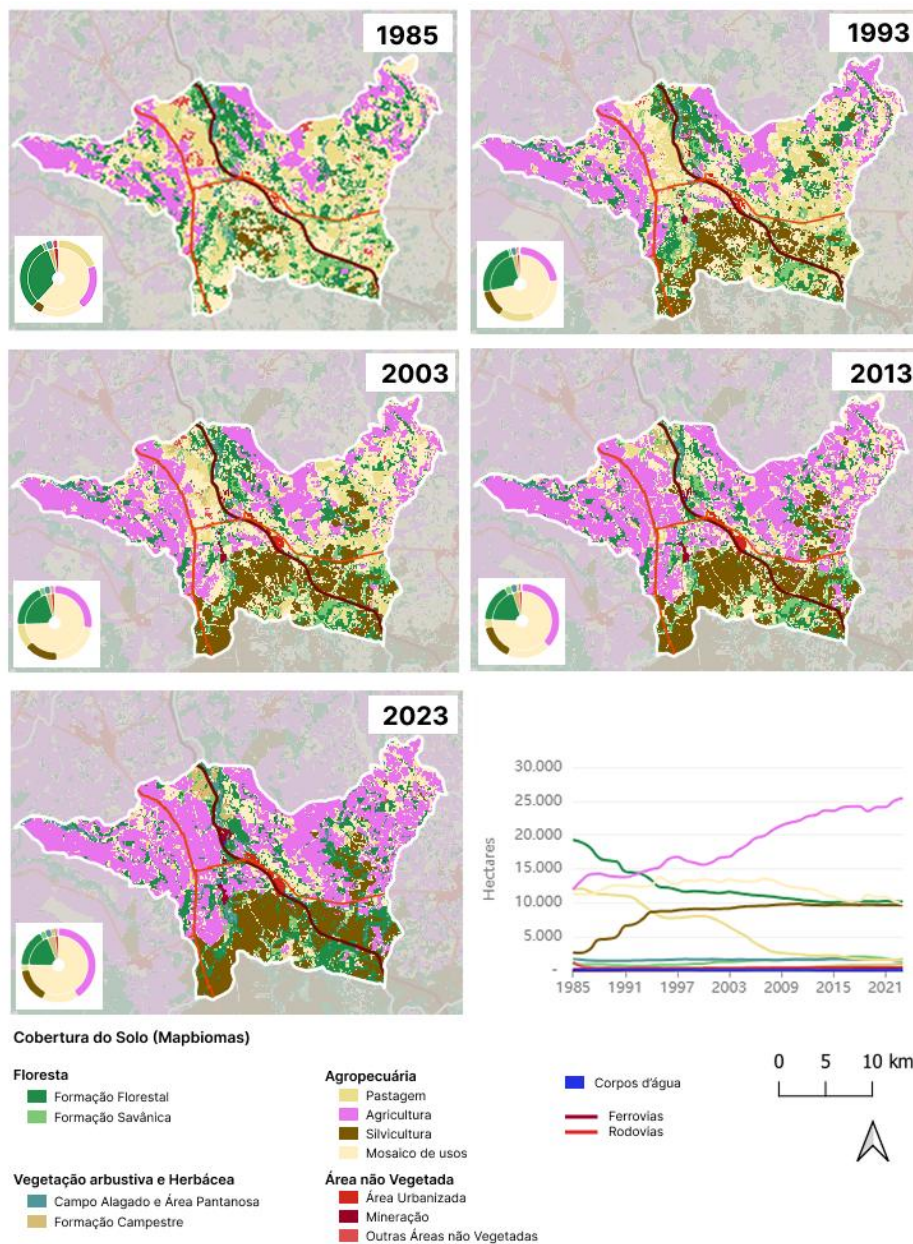 1985
1993
2003
2013
2023
30.000
25.000
20.000
15.000
10.000
5.000
-
Hectares
1985 1991 1997 2003 2009 2015 2021
Cobertura do Solo (Mapbiomas)
Floresta
Formação Florestal
Formação Savânica
Vegetação arbustiva e Herbácea
Campo Alagado e Área Pantanosa
Formação Campestre
Agropecuária
Pastagem
Agricultura
Silvicultura
Mosaico de usos
Área não Vegetada
Área Urbanizada
Mineração
Outras Áreas não Vegetadas
Corpos d'água
Ferrovias
Rodovias
0 5 10 km